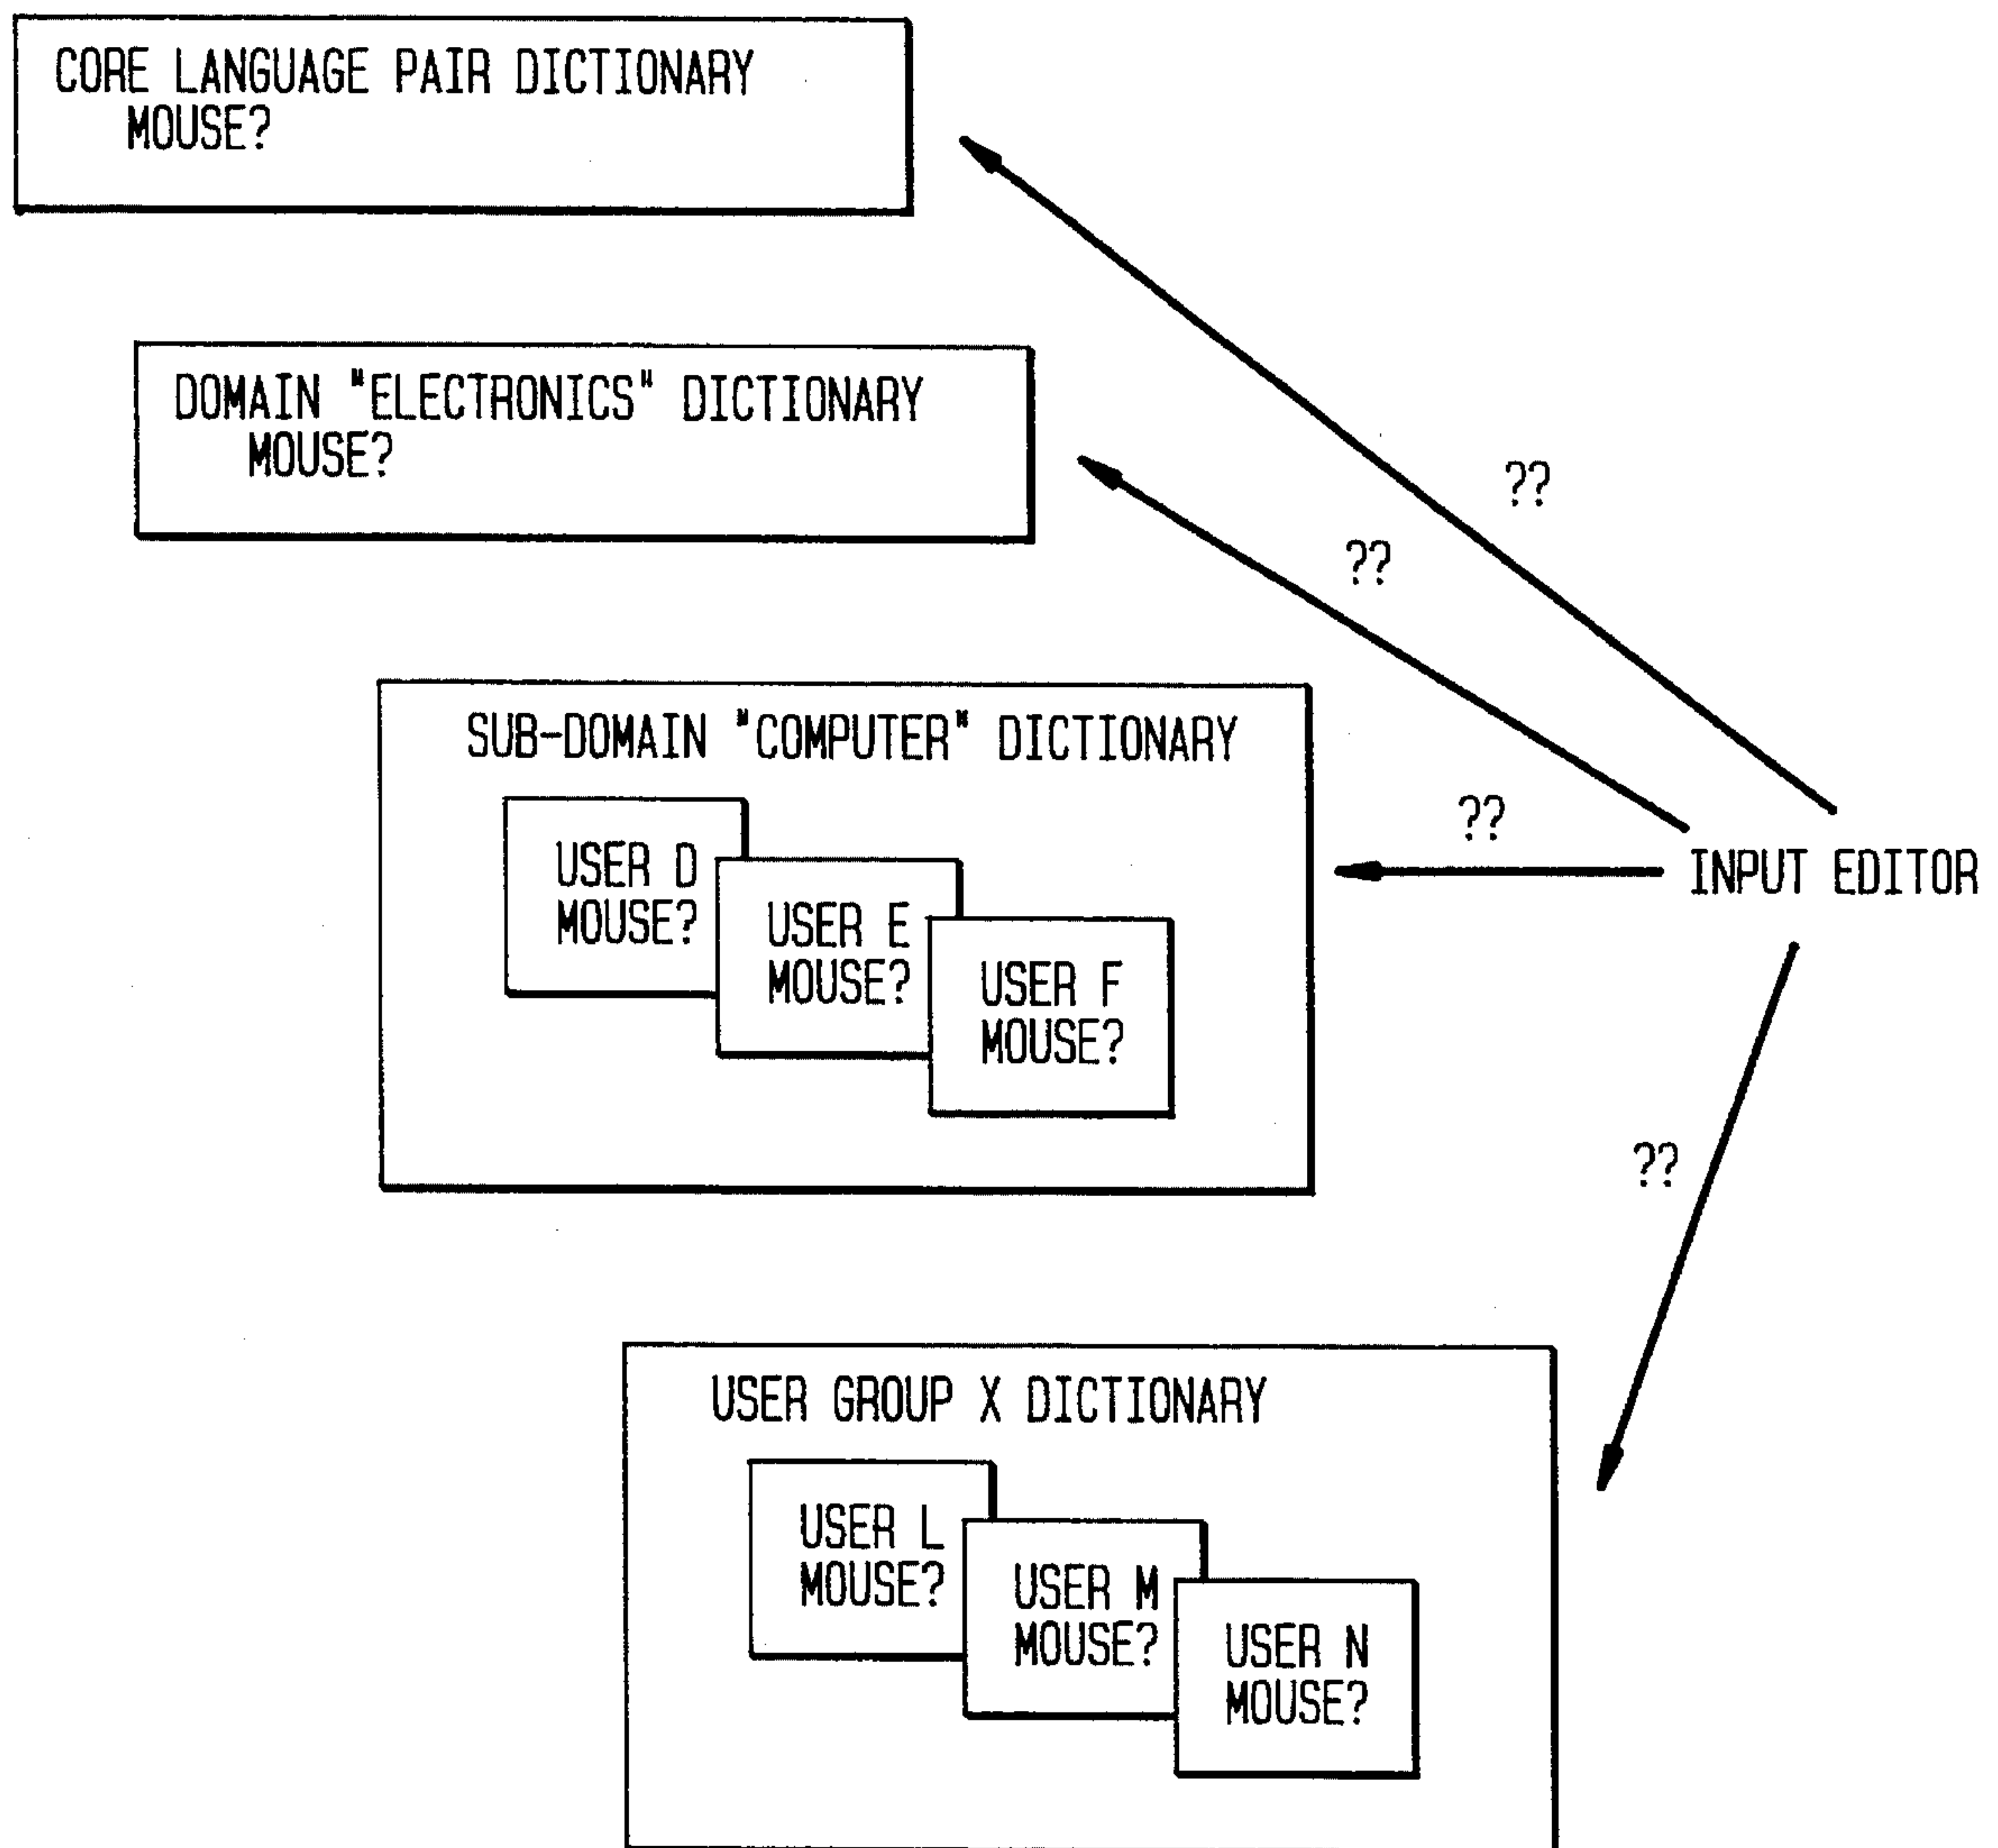 CORE LANGUAGE PAIR DICTIONARY
MOUSE?
DOMAIN "ELECTRONICS" DICTIONARY
MOUSE?
??
??
SUB-DOMAIN "COMPUTER" DICTIONARY
??
USER D
MOUSE?
USER E
MOUSE?
USER F
MOUSE?
INPUT EDITOR
??
USER GROUP X DICTIONARY
USER L
MOUSE?
USER M
MOUSE?
USER N
MOUSE?